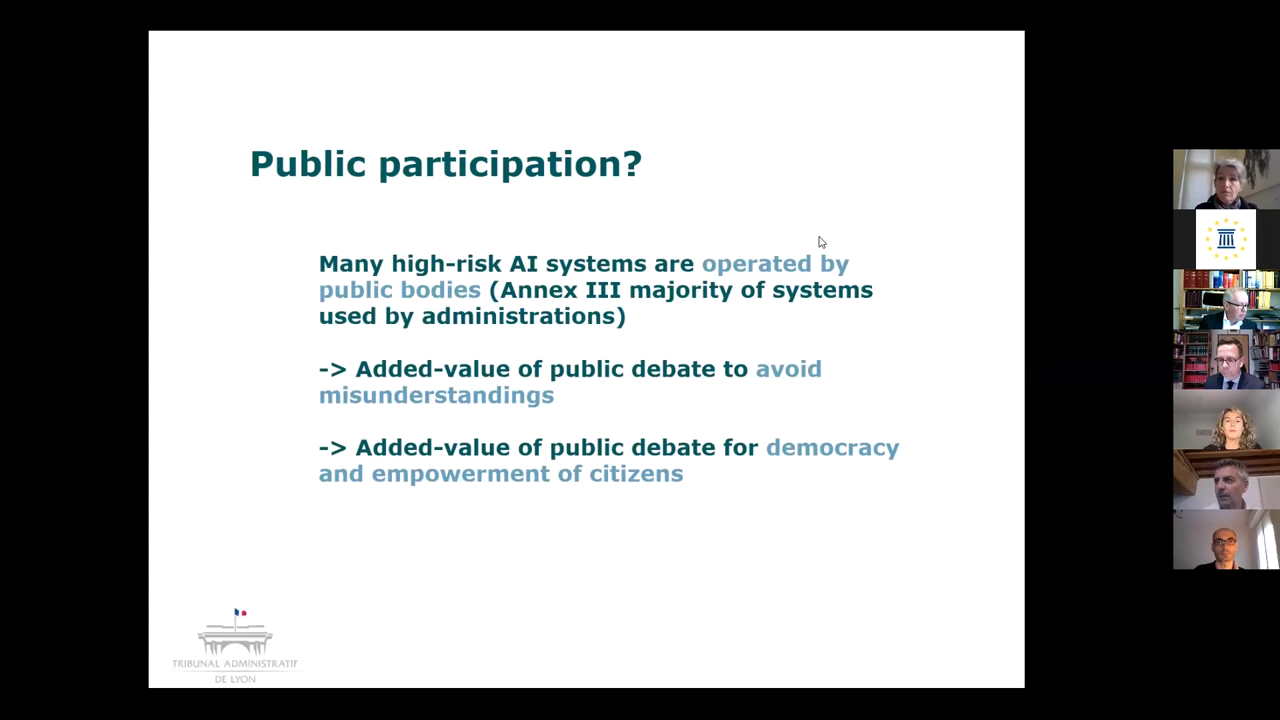 Public participation?
Many high-risk AI systems are operated by
public bodies (Annex III majority of systems
used by administrations)
-> Added-value of public debate to avoid
misunderstandings
-> Added-value of public debate for democracy
and empowerment of citizens
TRIBUNAL ADMINISTRATIF
DE LYON